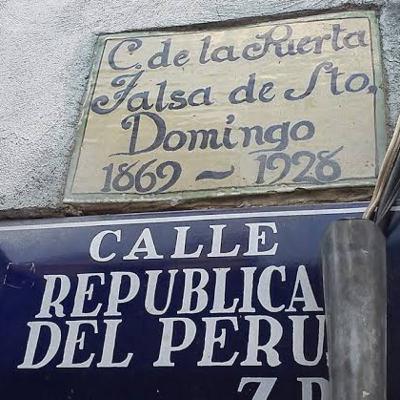 C. de la Puerta
Falsa de Sto.
Domingo
1869 ~ 1928
CALLE
REPUBLICA
DEL PERU